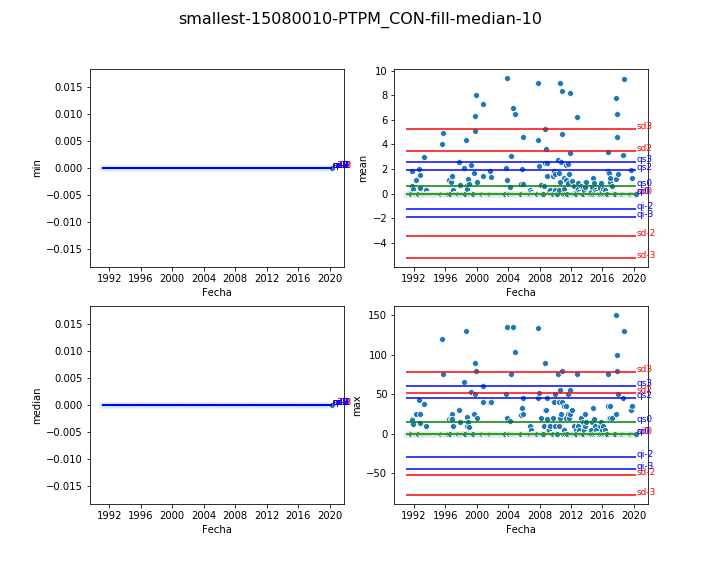 smallest-15080010-PTPM_CON-fill-median-10
0.015
0.010
0.005
0.000
−0.005
−0.010
−0.015
min
1992 1996 2000 2004 2008 2012 2016 2020
Fecha
10
8
6
4
2
0
−2
−4
mean
sd3
sd2
qs3
qs2
qs0
qi-2
qi-3
sd-2
sd-3
1992 1996 2000 2004 2008 2012 2016 2020
Fecha
0.015
0.010
0.005
0.000
−0.005
−0.010
−0.015
median
1992 1996 2000 2004 2008 2012 2016 2020
Fecha
150
100
50
0
−50
max
sd3
qs3
sd2
qs2
qs0
qi-2
qi-3
sd-2
sd-3
1992 1996 2000 2004 2008 2012 2016 2020
Fecha